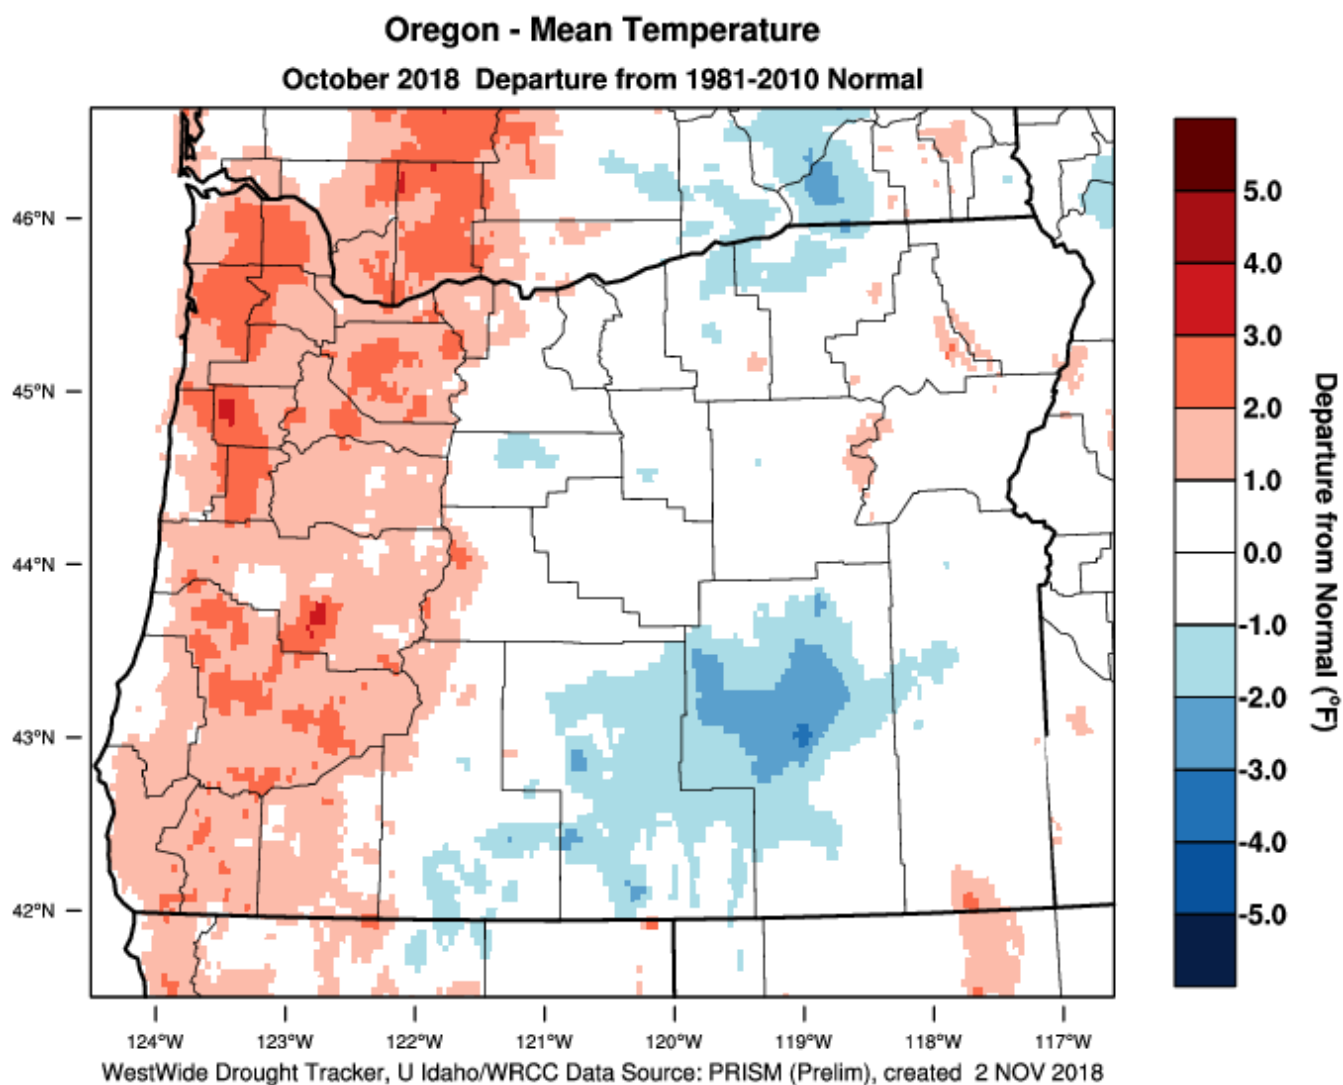 Oregon - Mean Temperature
October 2018  Departure from 1981-2010 Normal
46°N
45°N
44°N
43°N
42°N
124°W
123°W
122°W
121°W
120°W
119°W
118°W
117°W
5.0
4.0
3.0
2.0
1.0
0.0
-1.0
-2.0
-3.0
-4.0
-5.0
Departure from Normal (°F)
WestWide Drought Tracker, U Idaho/WRCC Data Source: PRISM (Prelim), created  2 NOV 2018